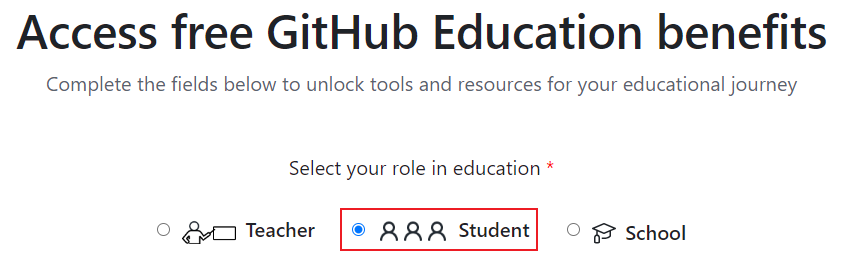 Access free GitHub Education benefits
Complete the fields below to unlock tools and resources for your educational journey
Select your role in education *
Teacher Student School